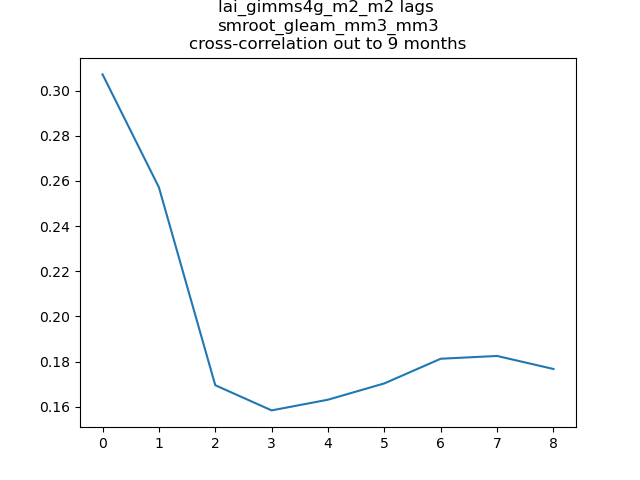 lai_gimms4g_m2_m2 lags
smroot_gleam_mm3_mm3
cross-correlation out to 9 months
0.30
0.28
0.26
0.24
0.22
0.20
0.18
0.16
0 1 2 3 4 5 6 7 8